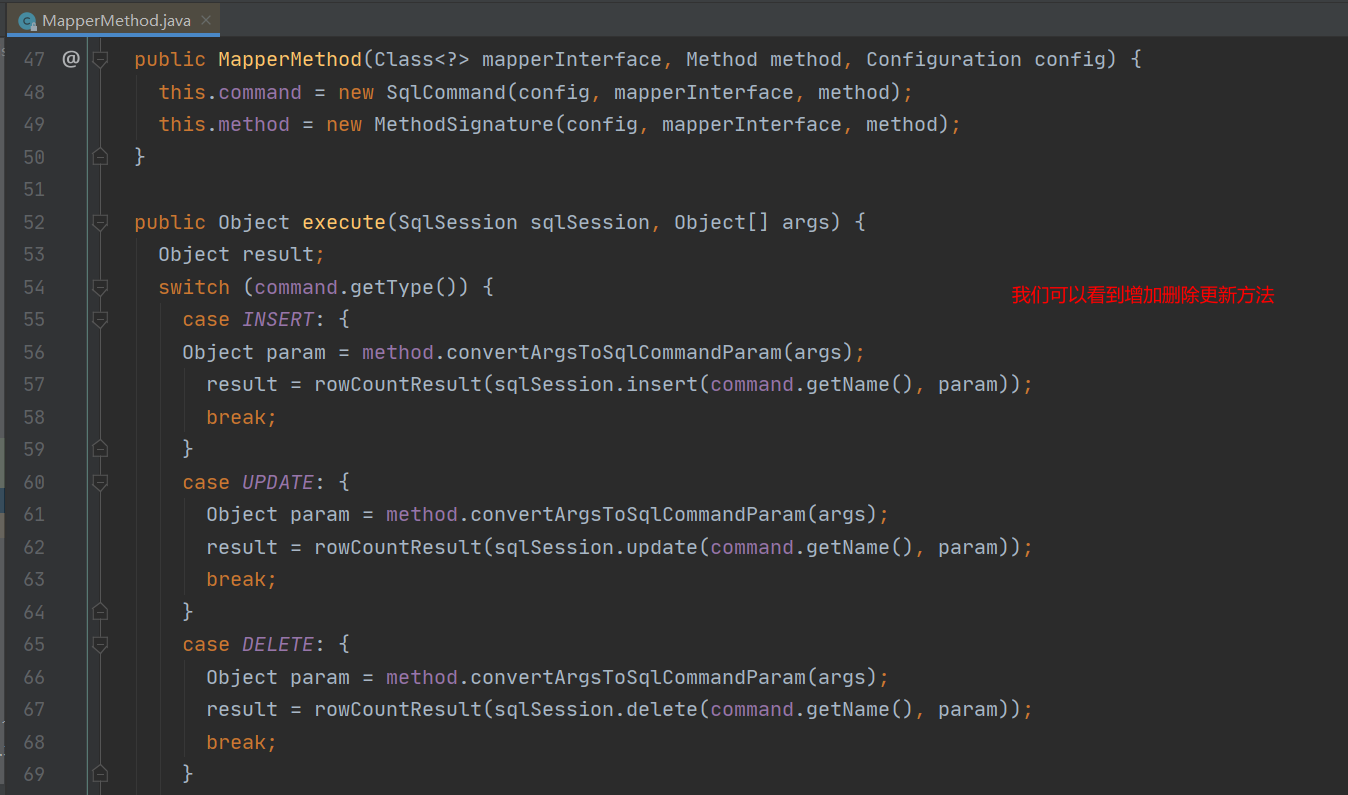 MapperMethod.java
47 @ public MapperMethod(Class<?> mapperInterface, Method method, Configuration config) {
48 this.command = new SqlCommand(config, mapperInterface, method);
49 this.method = new MethodSignature(config, mapperInterface, method);
50 }
51
52 public Object execute(SqlSession sqlSession, Object[] args) {
53 Object result;
54 switch (command.getType()) {
我们可以看到增加删除更新方法
55 case INSERT: {
56 Object param = method.convertArgsToSqlCommandParam(args);
57 result = rowCountResult(sqlSession.insert(command.getName(), param));
58 break;
59 }
60 case UPDATE: {
61 Object param = method.convertArgsToSqlCommandParam(args);
62 result = rowCountResult(sqlSession.update(command.getName(), param));
63 break;
64 }
65 case DELETE: {
66 Object param = method.convertArgsToSqlCommandParam(args);
67 result = rowCountResult(sqlSession.delete(command.getName(), param));
68 break;
69 }